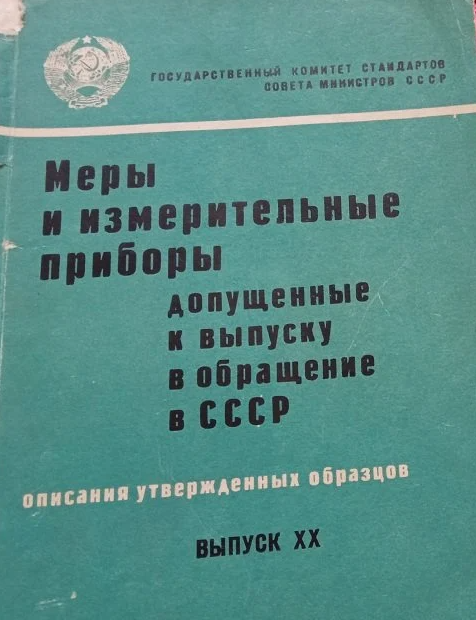 ГОСУДАРСТВЕННЫЙ КОМИТЕТ СТАНДАРТОВ
СОВЕТА МИНИСТРОВ СССР
Меры
и измерительные
приборы
допущенные
к выпуску
в обращение
в СССР
описания утвержденных образцов
ВЫПУСК XX